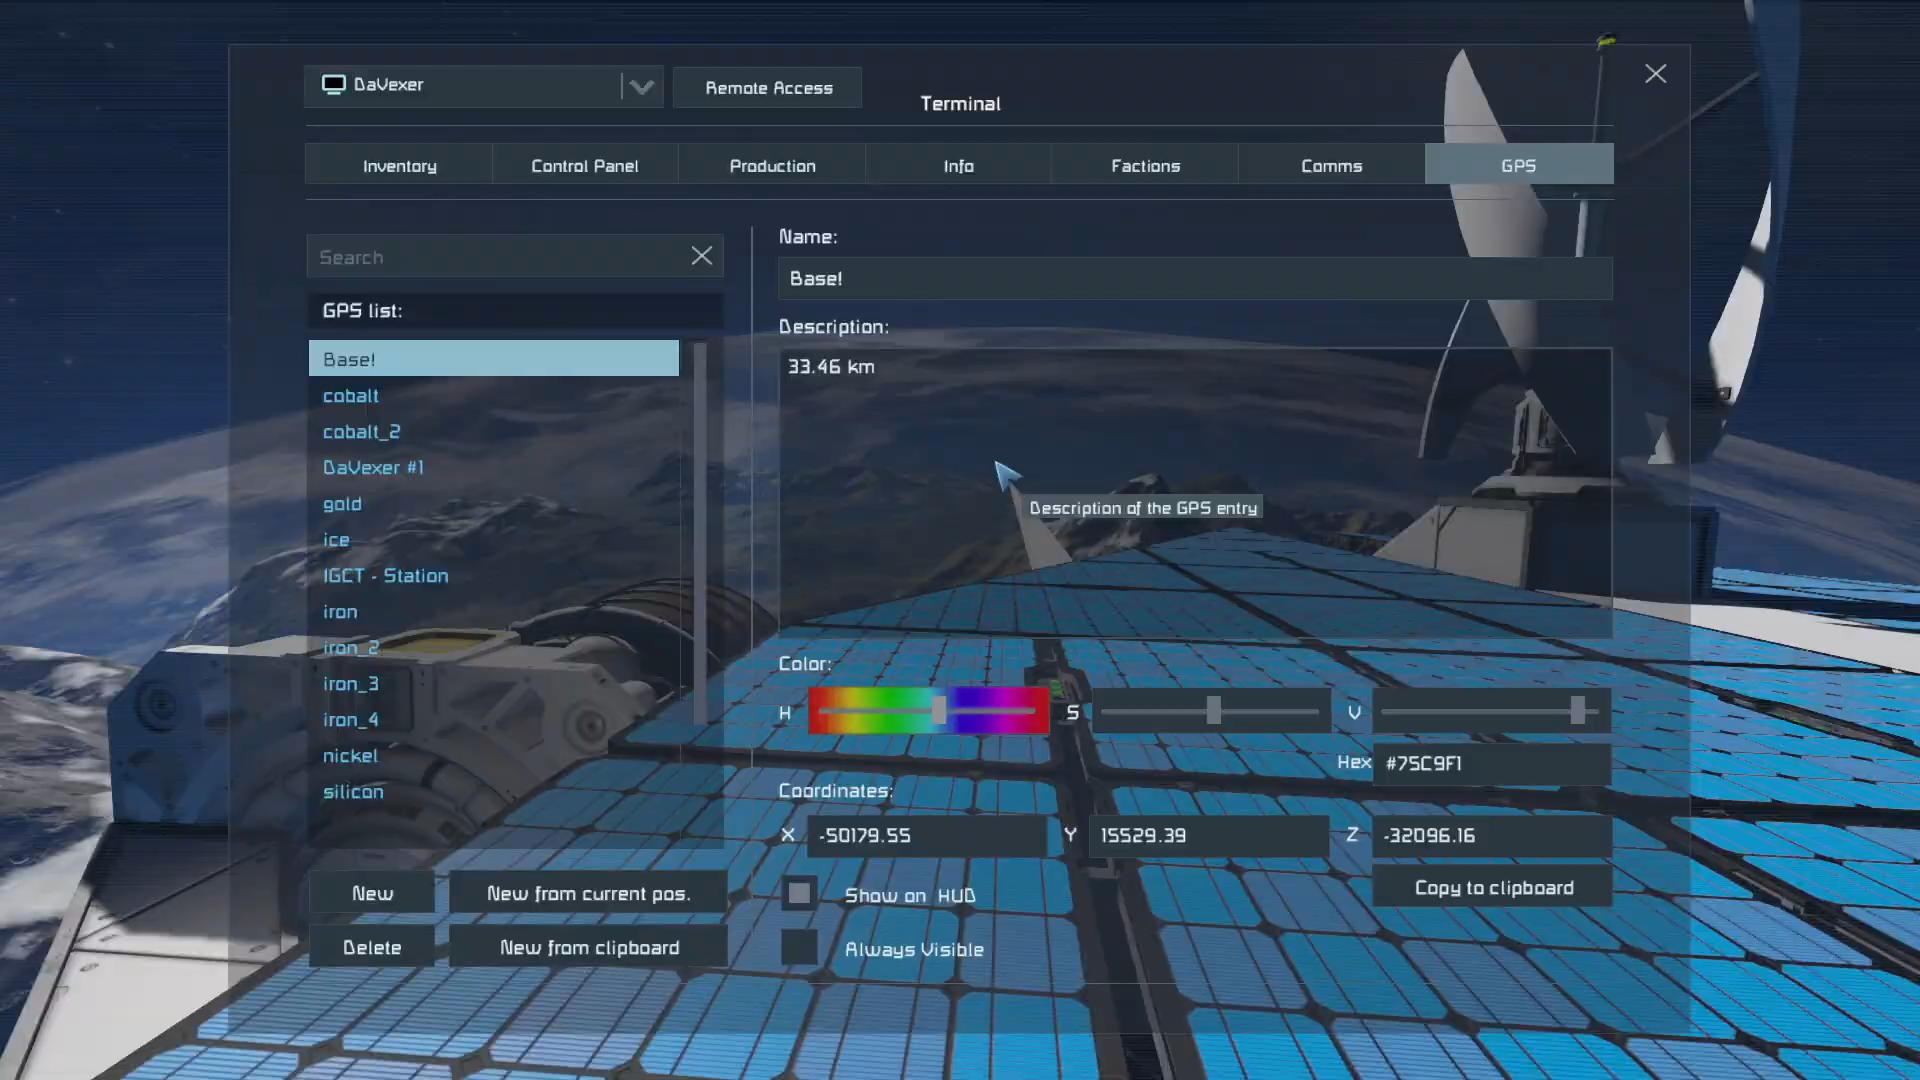 DaVexer
Remote Access
Terminal
Inventory
Control Panel
Production
Info
Factions
Comms
GPS
Search
GPS list:
Base!
cobalt
cobalt_2
DaVexer #1
gold
ice
IGCT - Station
iron
iron_2
iron_3
iron_4
nickel
silicon
New
New from current pos.
Delete
New from clipboard
Name:
Base!
Description:
33.46 km
Description of the GPS entry
Color:
H
S
V
Hex #75C9F1
Coordinates:
X -50179.55 Y 15529.39 Z -32096.16
Show on HUD
Copy to clipboard
Always Visible